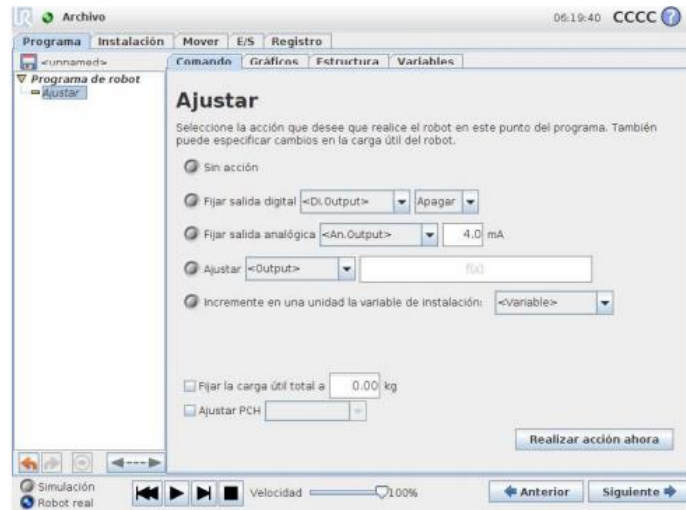 Archivo 06:19:40 CCCC ?
Programa Instalación Mover E/S Registro
<unnamed> Comando Gráficos Estructura Variables
Programa de robot
Ajustar
Ajustar
Seleccione la acción que desee que realice el robot en este punto del programa. También
puede especificar cambios en la carga útil del robot.
Sin acción
Fijar salida digital <Di.Output> Apagar
Fijar salida analógica <An.Output> 4.0 mA
Ajustar <Output> f(x)
Incremente en una unidad la variable de instalación: <Variable>
Fijar la carga útil total a 0.00 kg
Ajustar PCH
Realizar acción ahora
Simulación
Robot real
Velocidad 100%
Anterior Siguiente